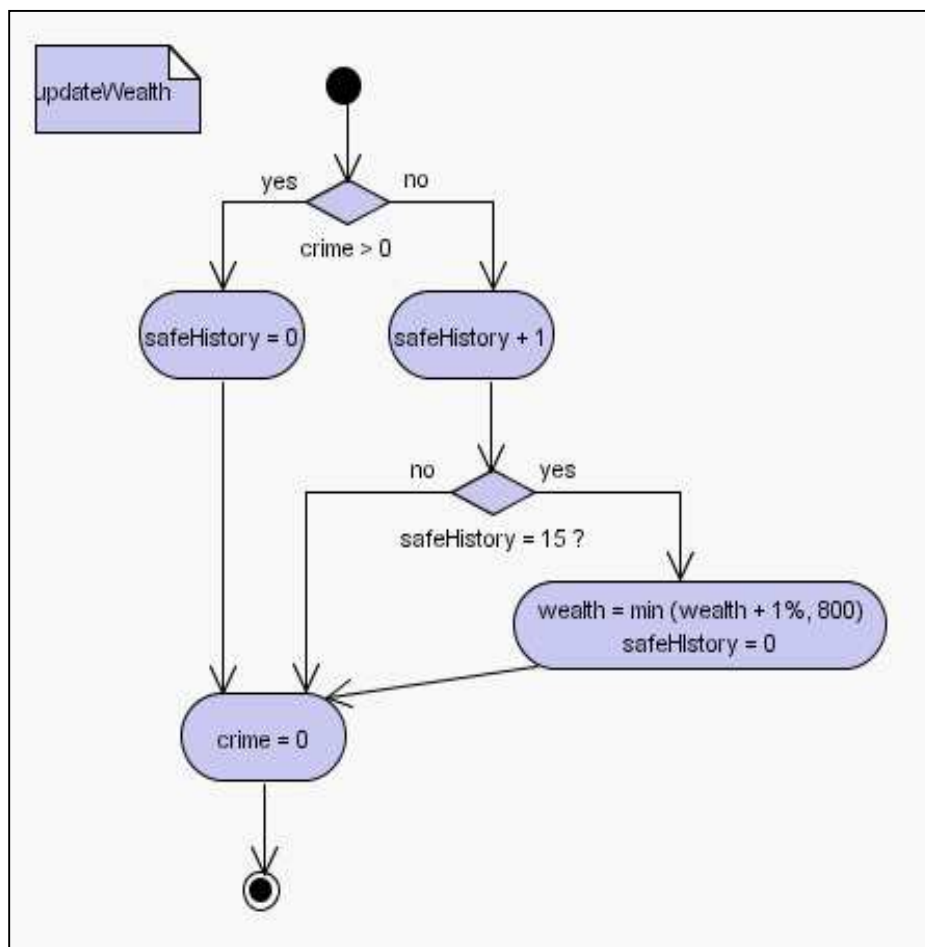 updateWealth
yes
no
crime > 0
safeHistory = 0
safeHistory + 1
no
yes
safeHistory = 15 ?
wealth = min (wealth + 1%, 800)
safeHIstory = 0
crime = 0